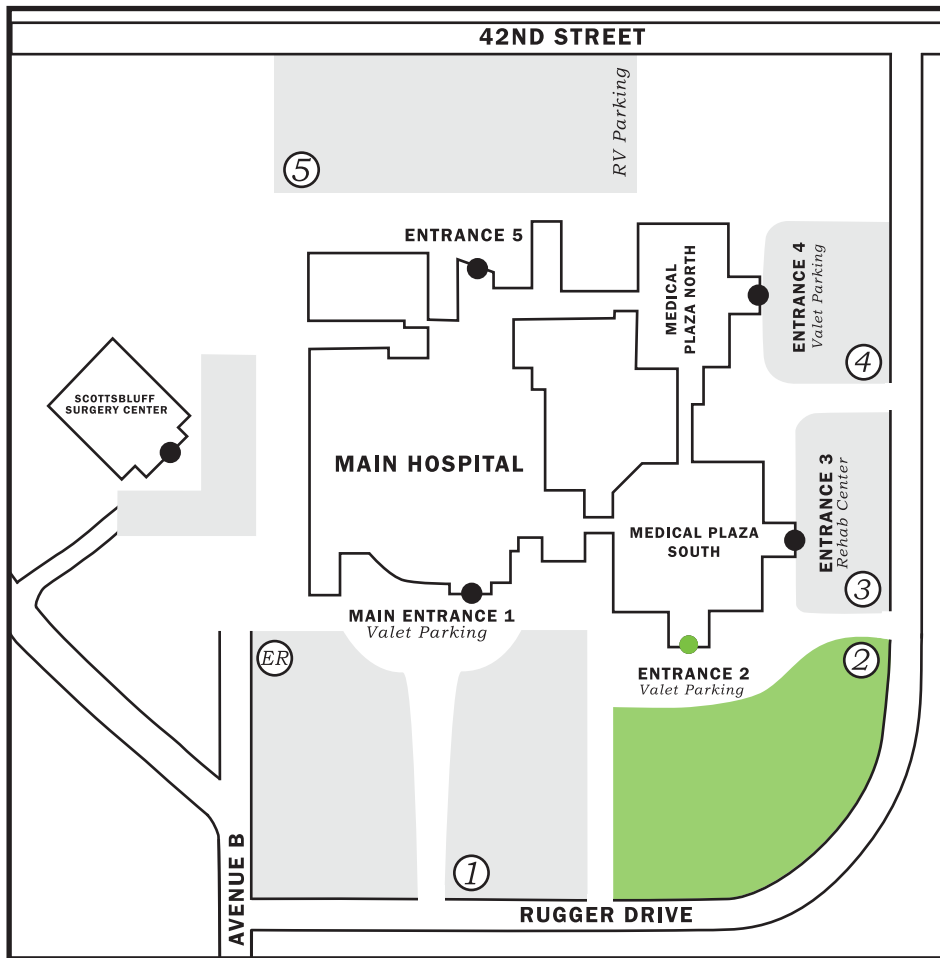 42ND STREET
RV Parking
5
ENTRANCE 5
MEDICAL
PLAZA NORTH
ENTRANCE 4
Valet Parking
4
SCOTTSBLUFF
SURGERY CENTER
MAIN HOSPITAL
MEDICAL PLAZA
SOUTH
ENTRANCE 3
Rehab Center
3
MAIN ENTRANCE 1
Valet Parking
ER
ENTRANCE 2
Valet Parking
2
1
AVENUE B
RUGGER DRIVE